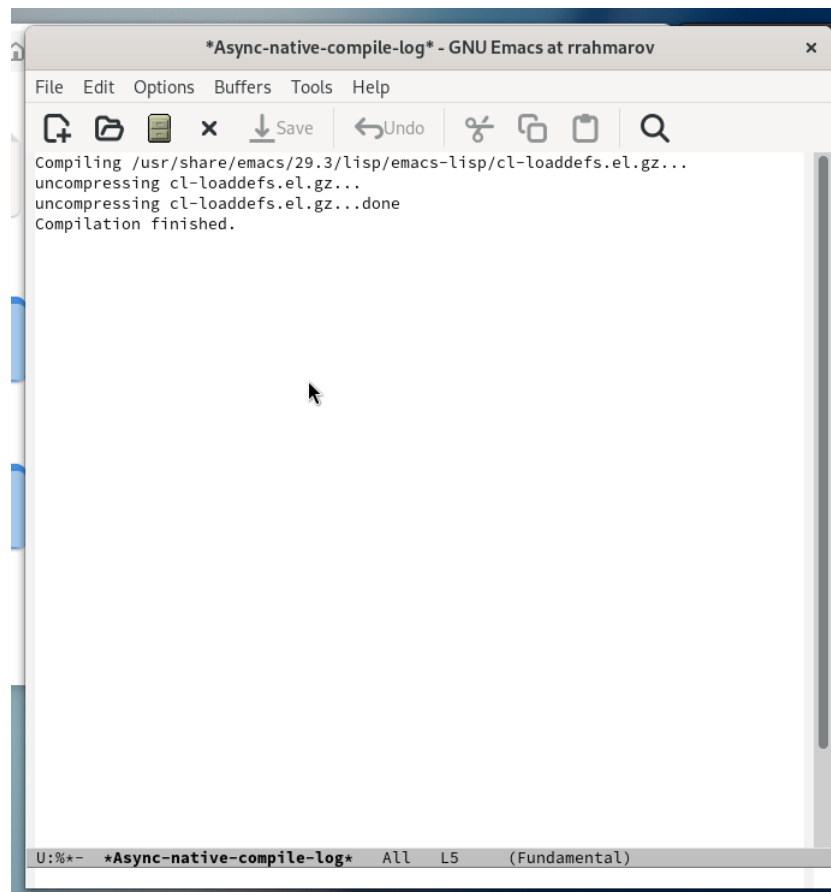 *Async-native-compile-log* - GNU Emacs at rrahmarov
File Edit Options Buffers Tools Help
Save Undo
Compiling /usr/share/emacs/29.3/lisp/emacs-lisp/cl-loaddefs.el.gz...
uncompressing cl-loaddefs.el.gz...
uncompressing cl-loaddefs.el.gz...done
Compilation finished.
U:%*-  *Async-native-compile-log*   All   L5     (Fundamental)